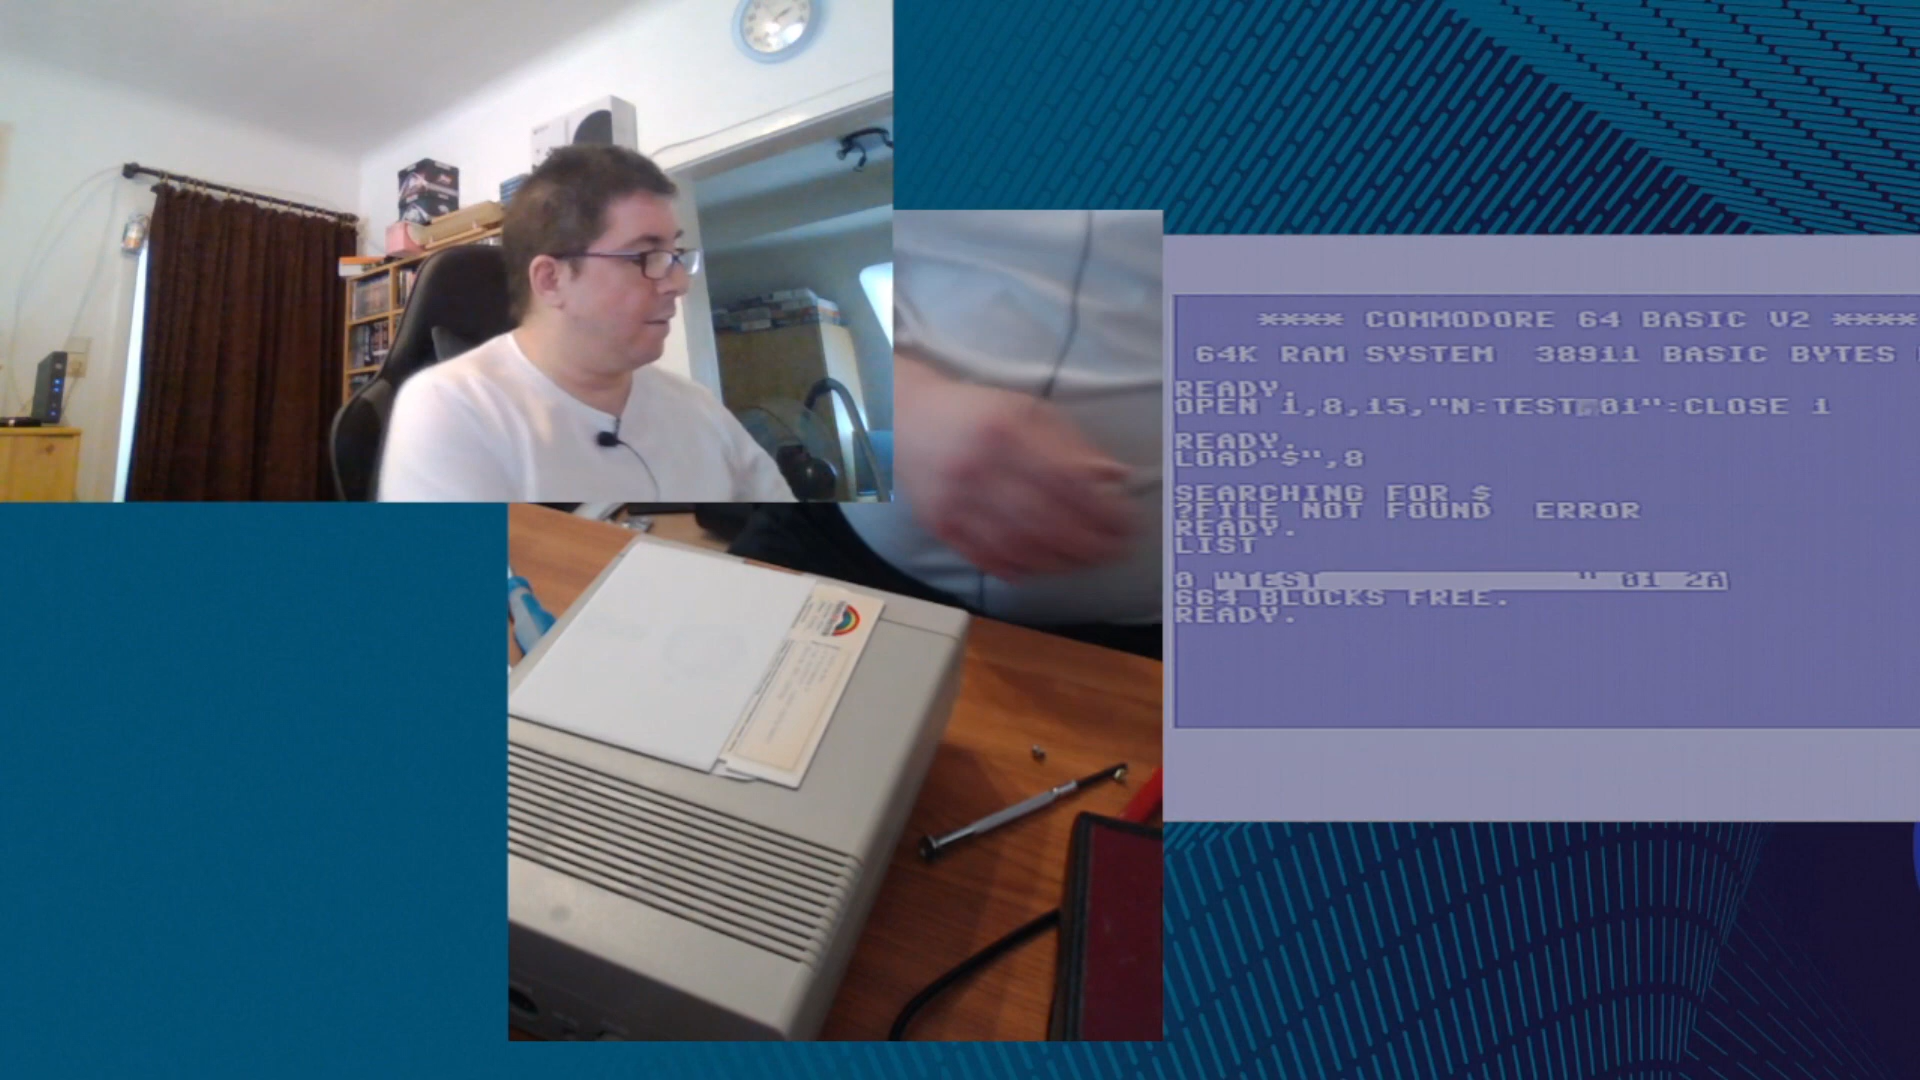 **** COMMODORE 64 BASIC V2 ****
64K RAM SYSTEM  38911 BASIC BYTES
READY.
OPEN 1,8,15,"N:TEST,01":CLOSE 1
READY.
LOAD"$",8
SEARCHING FOR $
?FILE NOT FOUND  ERROR
READY.
LIST
0 "TEST            " 01 2A
664 BLOCKS FREE.
READY.